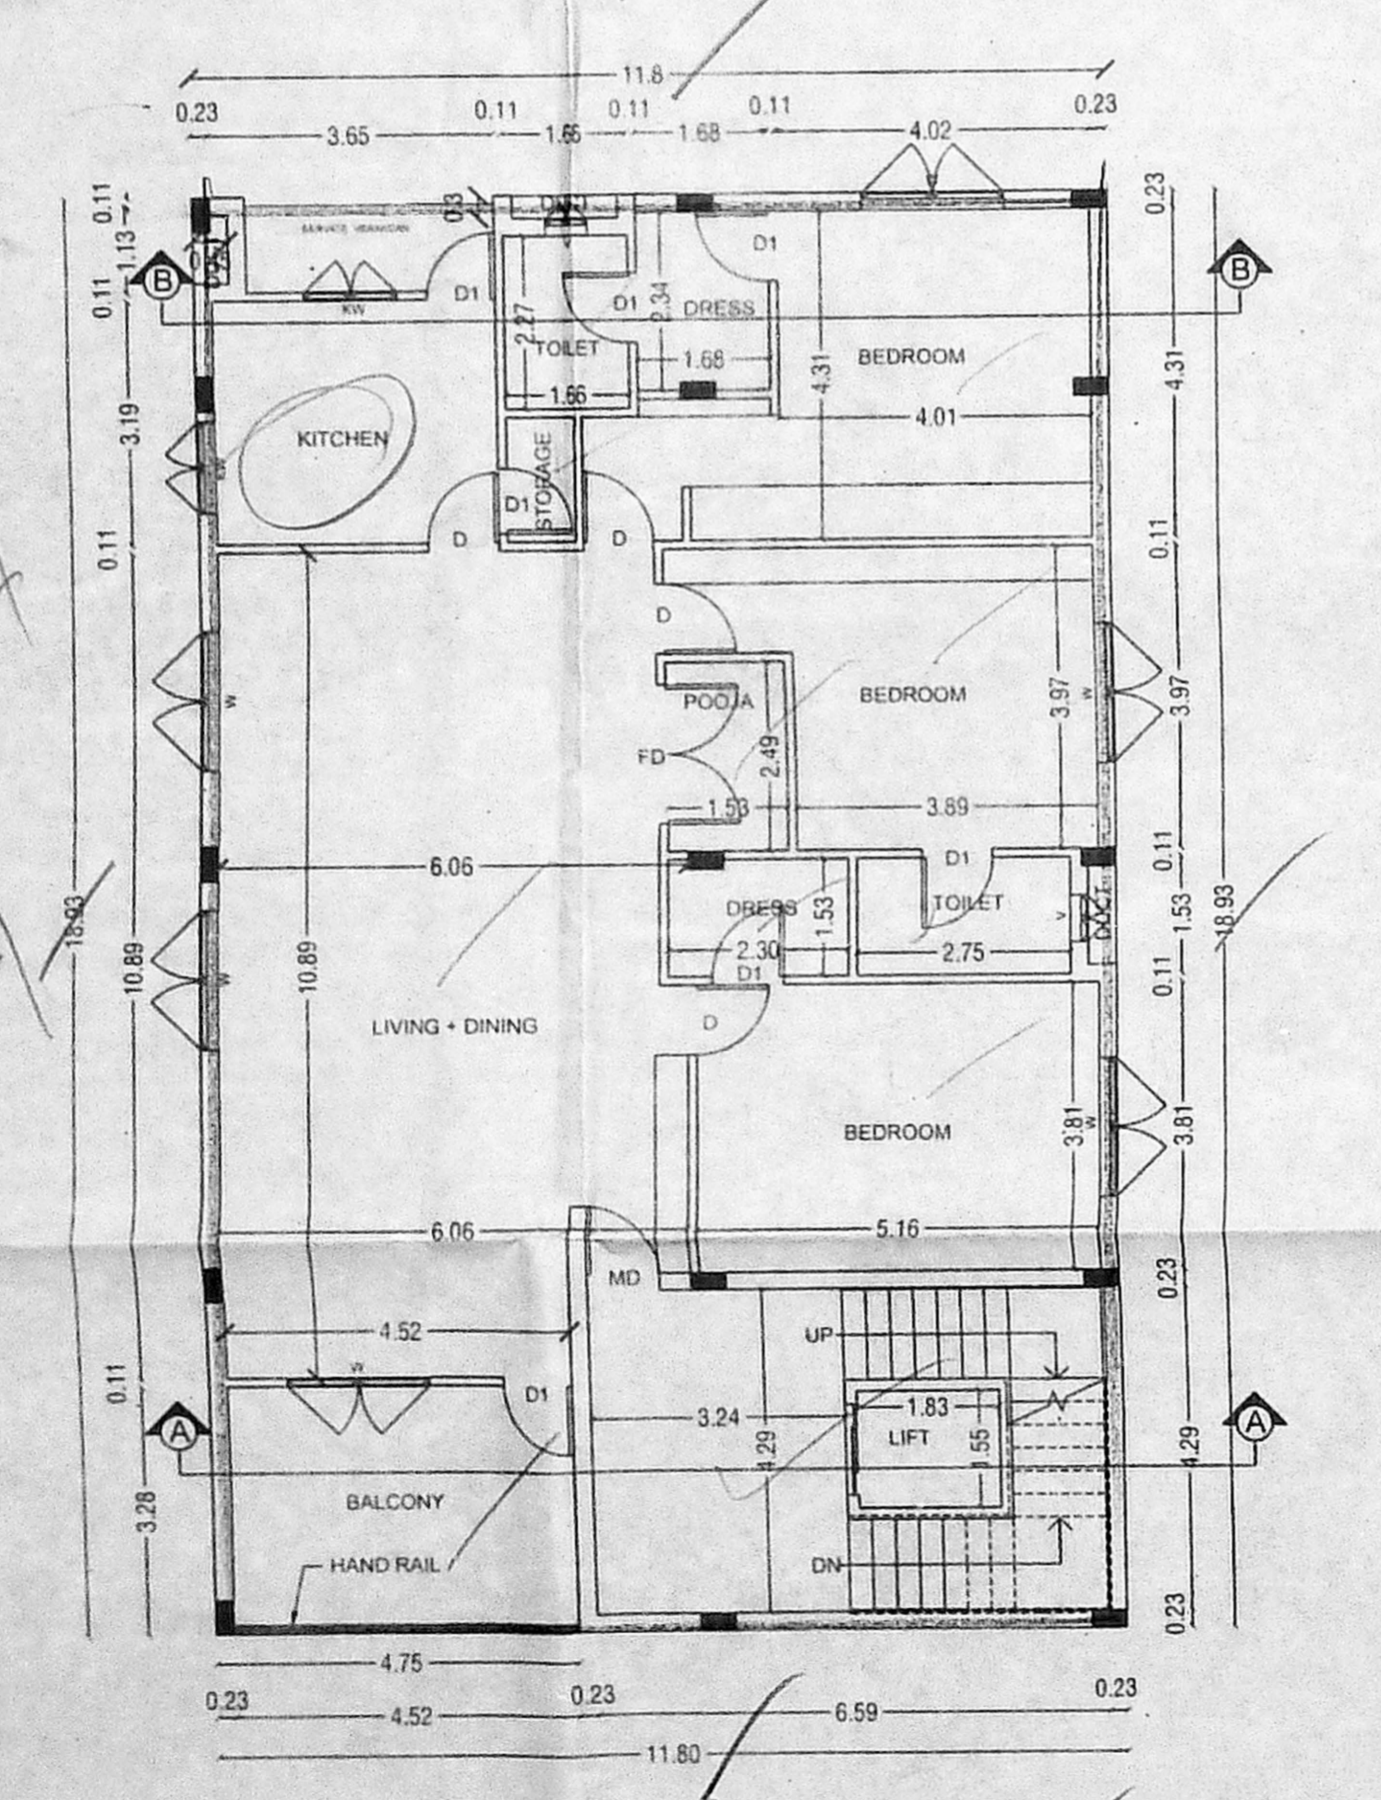 11.8
0.23 0.11 0.11 0.11 0.23
3.65 1.66 1.68 4.02
0.11 0.3 0.23
1.13
D1
B B
D1 D1
0.11 KW 2.27 2.34 DRESS
TOILET 1.68 BEDROOM
4.31 4.31
1.66
3.19 KITCHEN STORAGE 4.01
KW
D1
0.11 D D 0.11
D
POOJA BEDROOM
W 3.97 W 3.97
FD 2.49
1.53 3.89
6.06 D1 0.11
18.93 DRESS 1.53 TOILET V DUCT 1.53 18.93
10.89 10.89 W 2.30 2.75
D1 0.11
LIVING + DINING D
BEDROOM 3.81 W 3.81
6.06 5.16
MD 0.23
4.52 UP
W
0.11 D1
3.24 1.83
A LIFT A
4.29 1.55 4.29
BALCONY
3.28
HAND RAIL DN
0.23
4.75
0.23 0.23 0.23
4.52 6.59
11.80